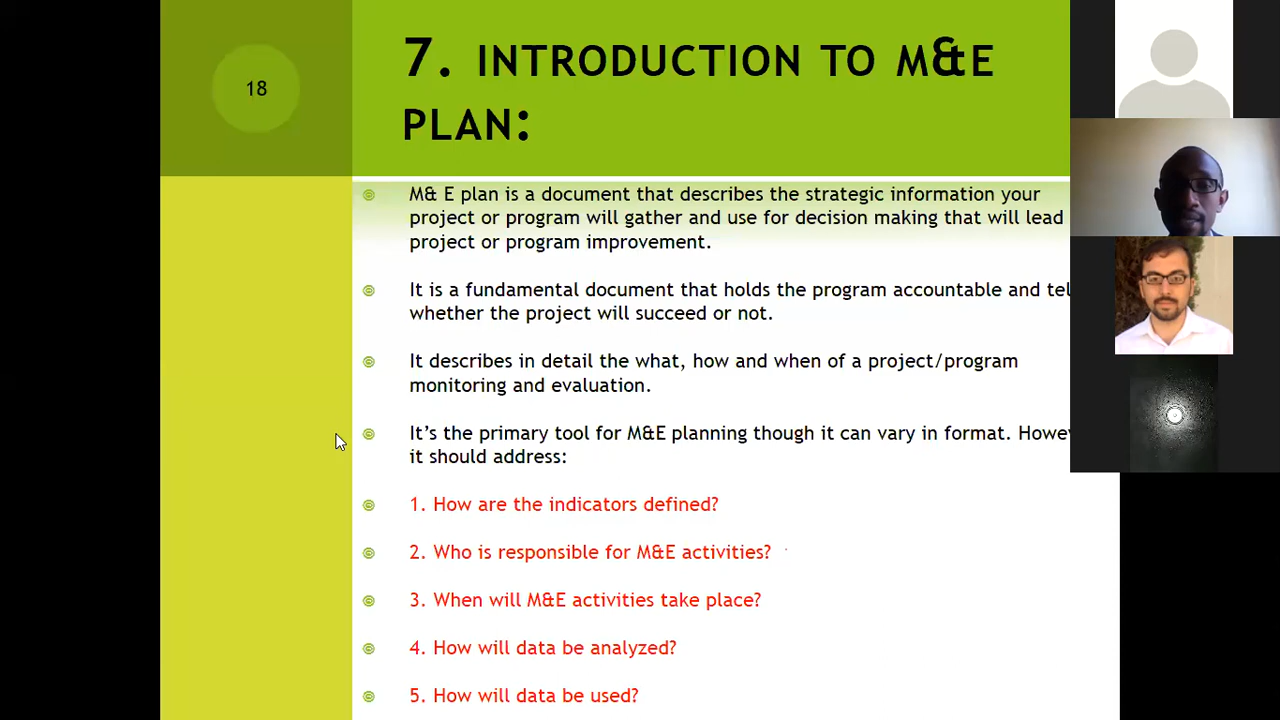 18
7. INTRODUCTION TO M&E
PLAN:
M& E plan is a document that describes the strategic information your
project or program will gather and use for decision making that will lead
project or program improvement.
It is a fundamental document that holds the program accountable and tel
whether the project will succeed or not.
It describes in detail the what, how and when of a project/program
monitoring and evaluation.
It's the primary tool for M&E planning though it can vary in format. Howe
it should address:
1. How are the indicators defined?
2. Who is responsible for M&E activities?
3. When will M&E activities take place?
4. How will data be analyzed?
5. How will data be used?